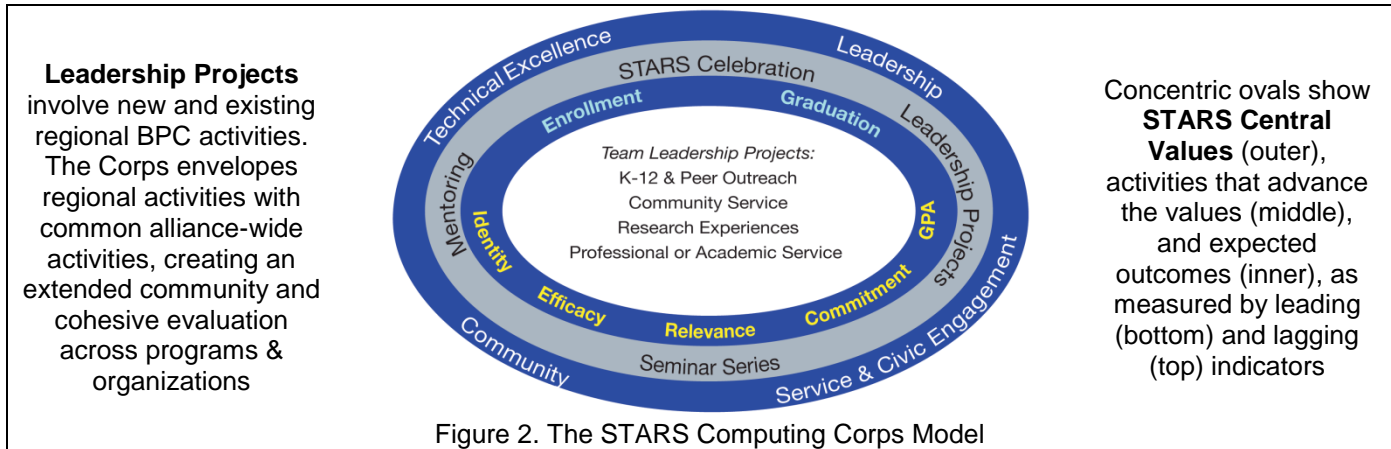 Leadership Projects
involve new and existing
regional BPC activities.
The Corps envelopes
regional activities with
common alliance-wide
activities, creating an
extended community and
cohesive evaluation
across programs &
organizations
Technical Excellence
Leadership
Community
Service & Civic Engagement
STARS Celebration
Mentoring
Leadership Projects
Seminar Series
Enrollment
Graduation
Identity
Efficacy
Relevance
Commitment
GPA
Team Leadership Projects:
K-12 & Peer Outreach
Community Service
Research Experiences
Professional or Academic Service
Concentric ovals show
STARS Central
Values (outer),
activities that advance
the values (middle),
and expected
outcomes (inner), as
measured by leading
(bottom) and lagging
(top) indicators
Figure 2. The STARS Computing Corps Model